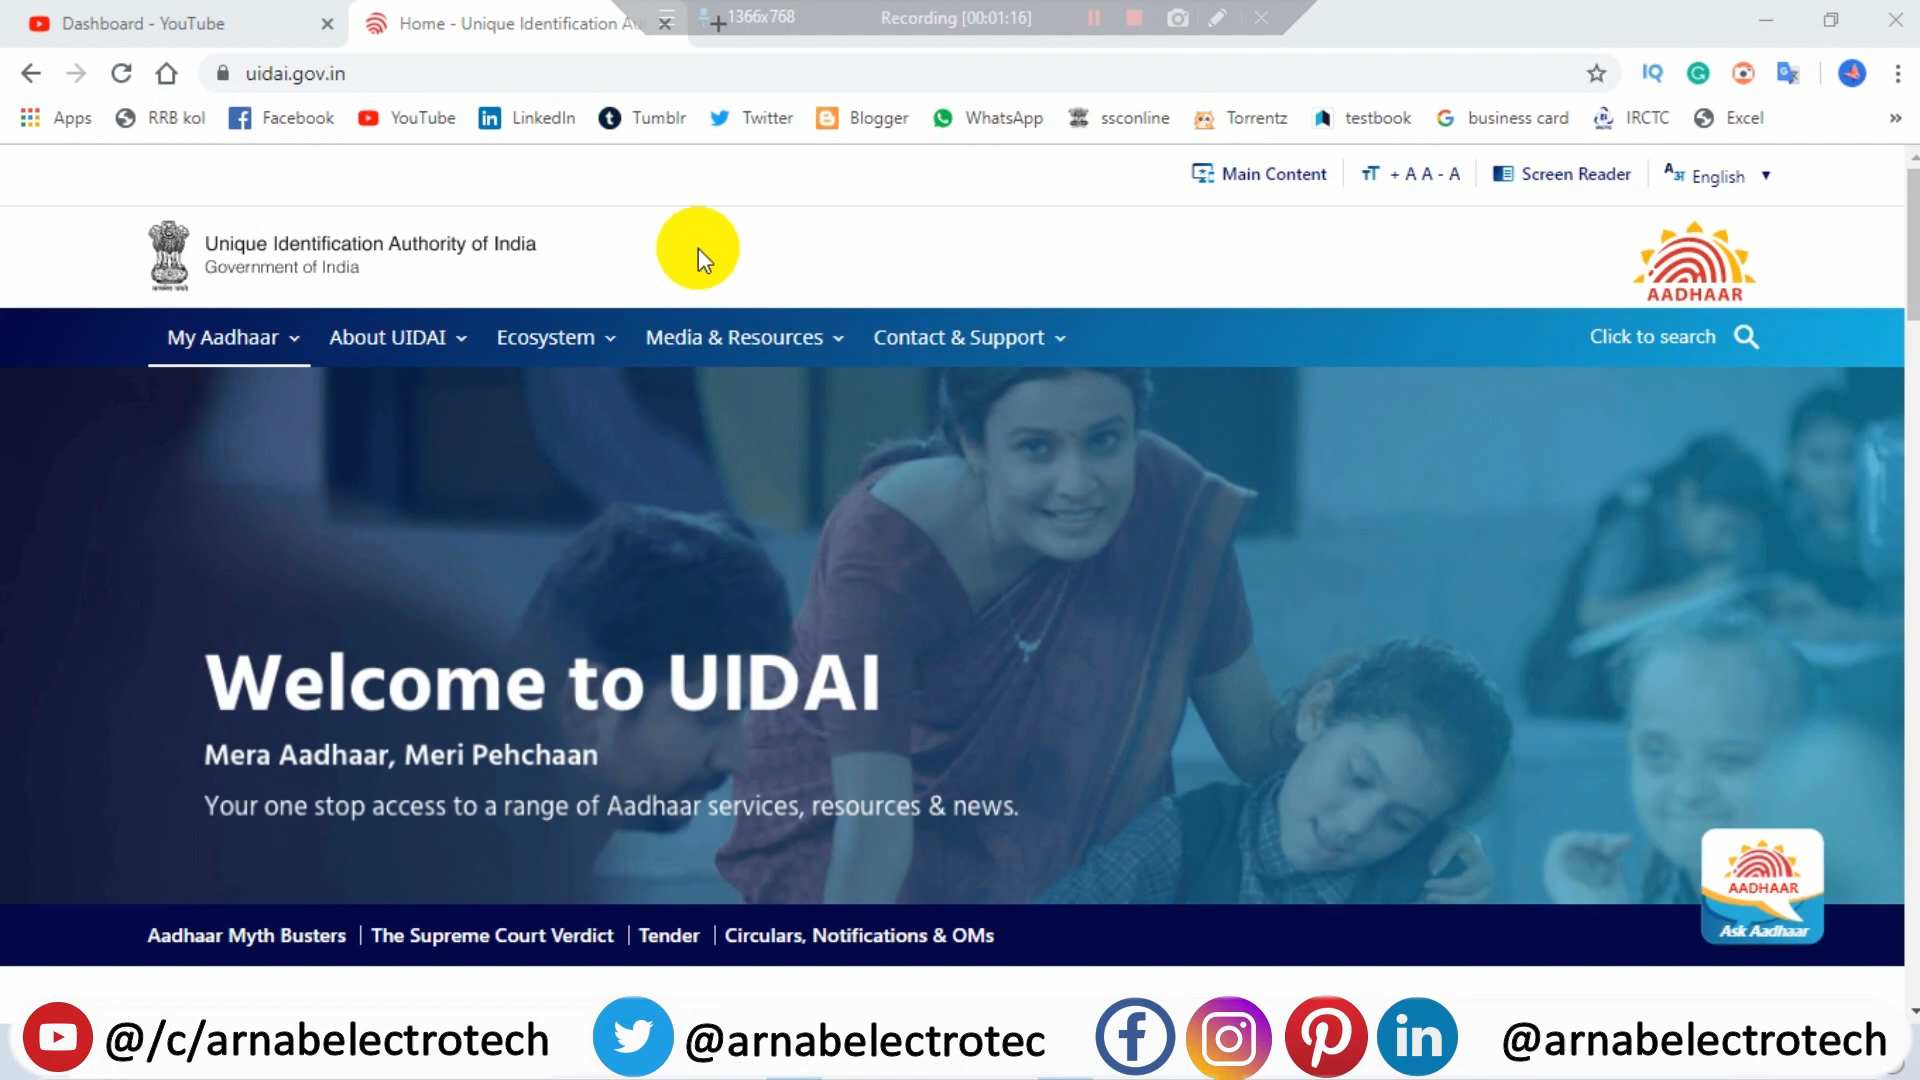 Dashboard - YouTube
Home - Unique Identification Au
1366x768
Recording [00:01:16]
uidai.gov.in
Apps
RRB kol
Facebook
YouTube
LinkedIn
Tumblr
Twitter
Blogger
WhatsApp
ssconline
Torrentz
testbook
business card
IRCTC
Excel
Main Content
+ A A - A
Screen Reader
English
Unique Identification Authority of India
Government of India
AADHAAR
My Aadhaar
About UIDAI
Ecosystem
Media & Resources
Contact & Support
Click to search
Welcome to UIDAI
Mera Aadhaar, Meri Pehchaan
Your one stop access to a range of Aadhaar services, resources & news.
AADHAAR
Ask Aadhaar
Aadhaar Myth Busters
The Supreme Court Verdict
Tender
Circulars, Notifications & OMs
@/c/arnabelectrotech
@arnabelectrotec
@arnabelectrotech